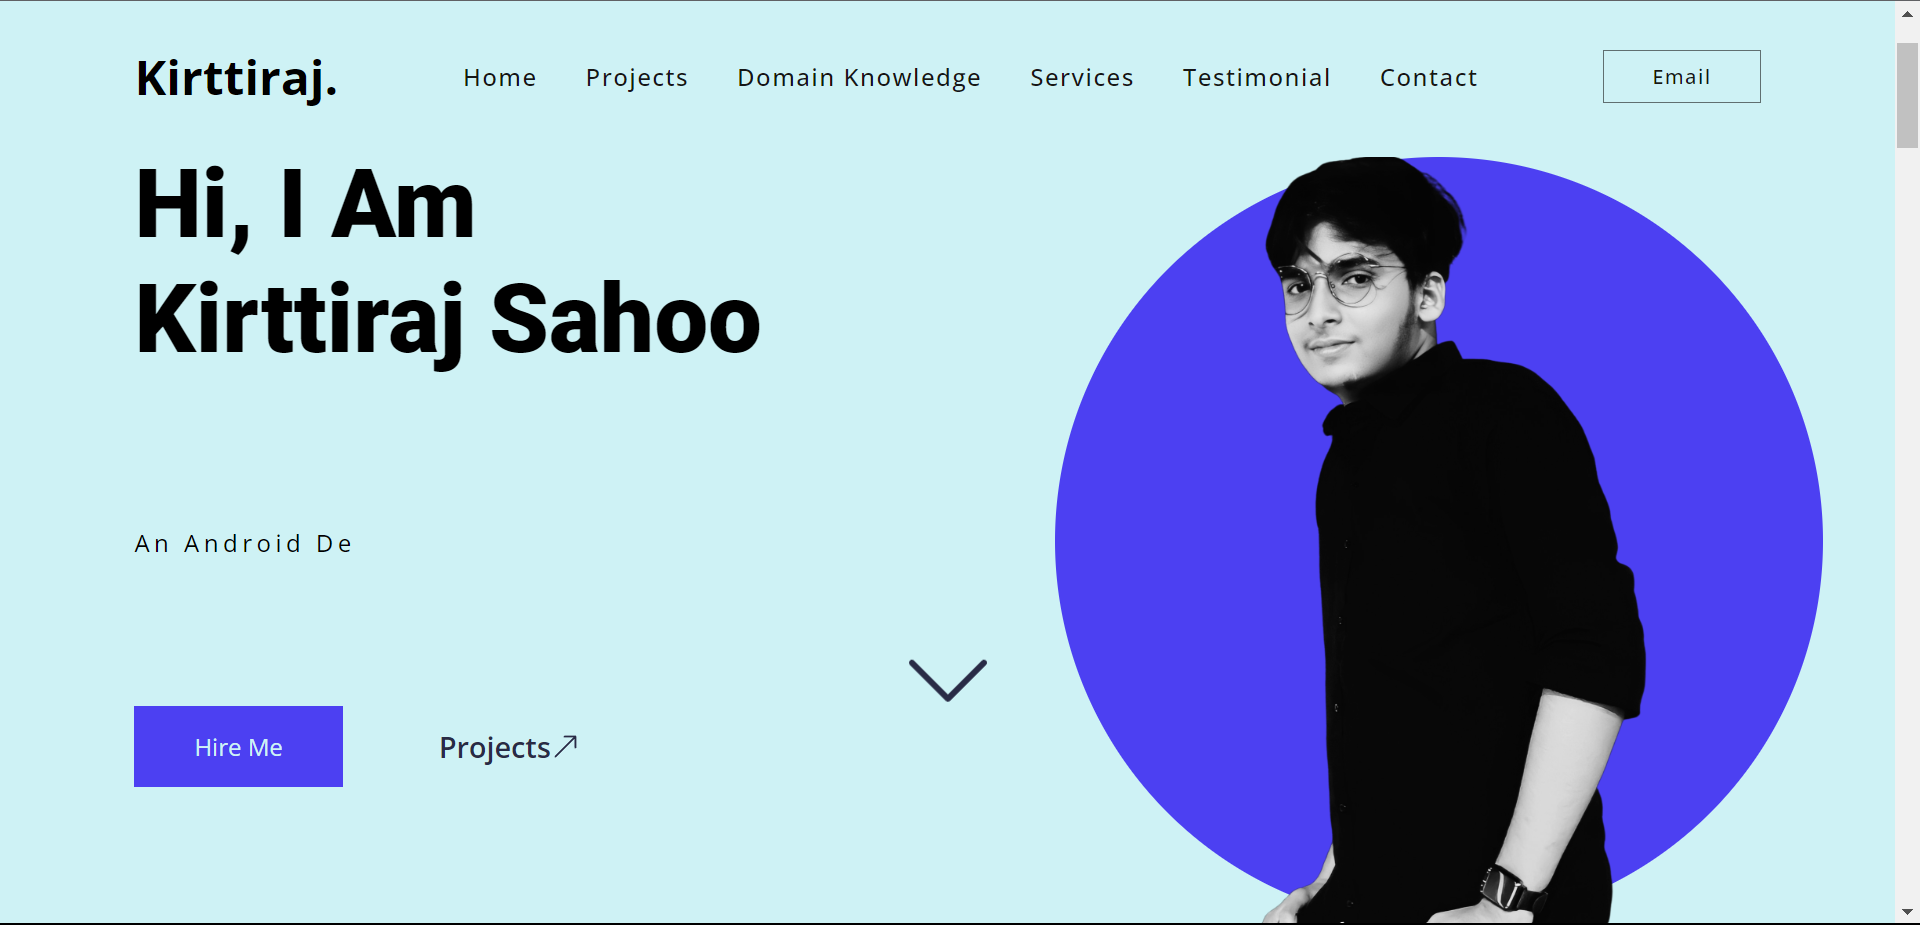 Kirttiraj.
Home Projects Domain Knowledge Services Testimonial Contact Email
Hi, I Am
Kirttiraj Sahoo
An Android De
Hire Me Projects